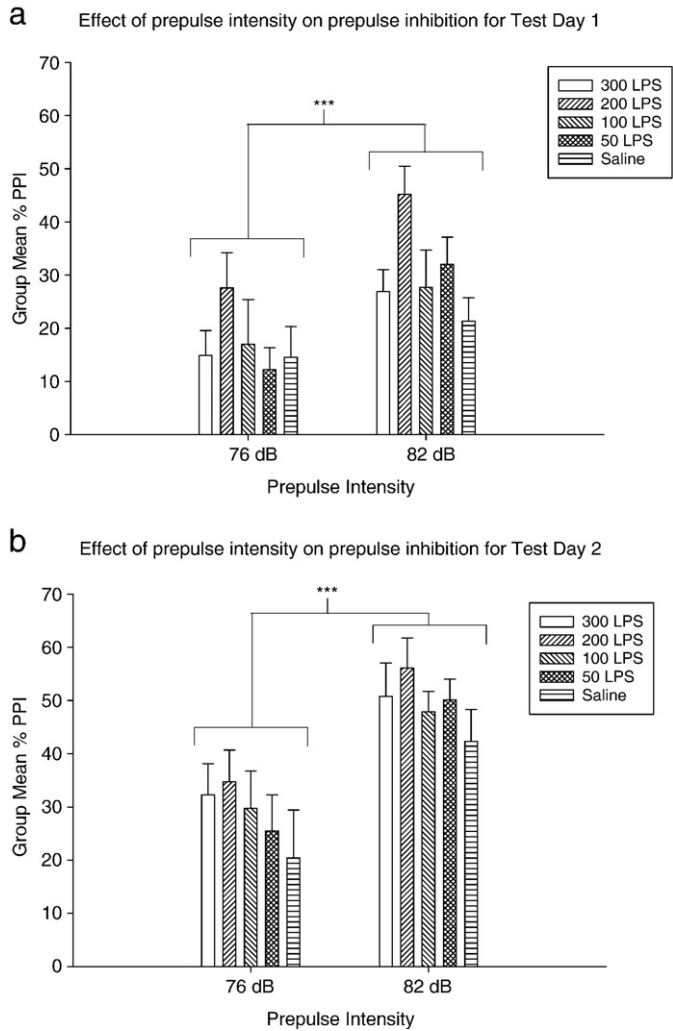 a
Effect of prepulse intensity on prepulse inhibition for Test Day 1
70
60
50
40
30
20
10
0
Group Mean % PPI
***
300 LPS
200 LPS
100 LPS
50 LPS
Saline
76 dB
82 dB
Prepulse Intensity
b
Effect of prepulse intensity on prepulse inhibition for Test Day 2
70
60
50
40
30
20
10
0
Group Mean % PPI
***
300 LPS
200 LPS
100 LPS
50 LPS
Saline
76 dB
82 dB
Prepulse Intensity